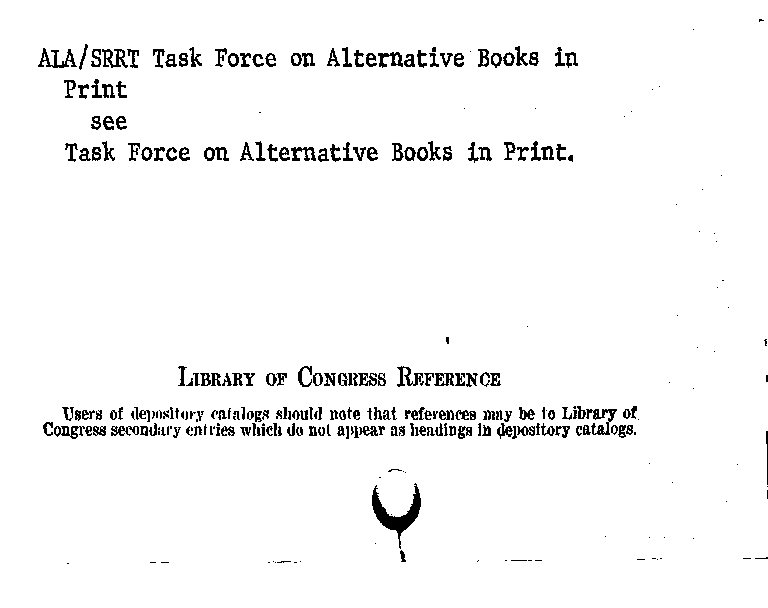 ALA/SRRT Task Force on Alternative Books in
Print
see
Task Force on Alternative Books in Print.
LIBRARY OF CONGRESS REFERENCE
Users of depository catalogs should note that references may be to Library of
Congress secondary entries which do not appear as headings in depository catalogs.